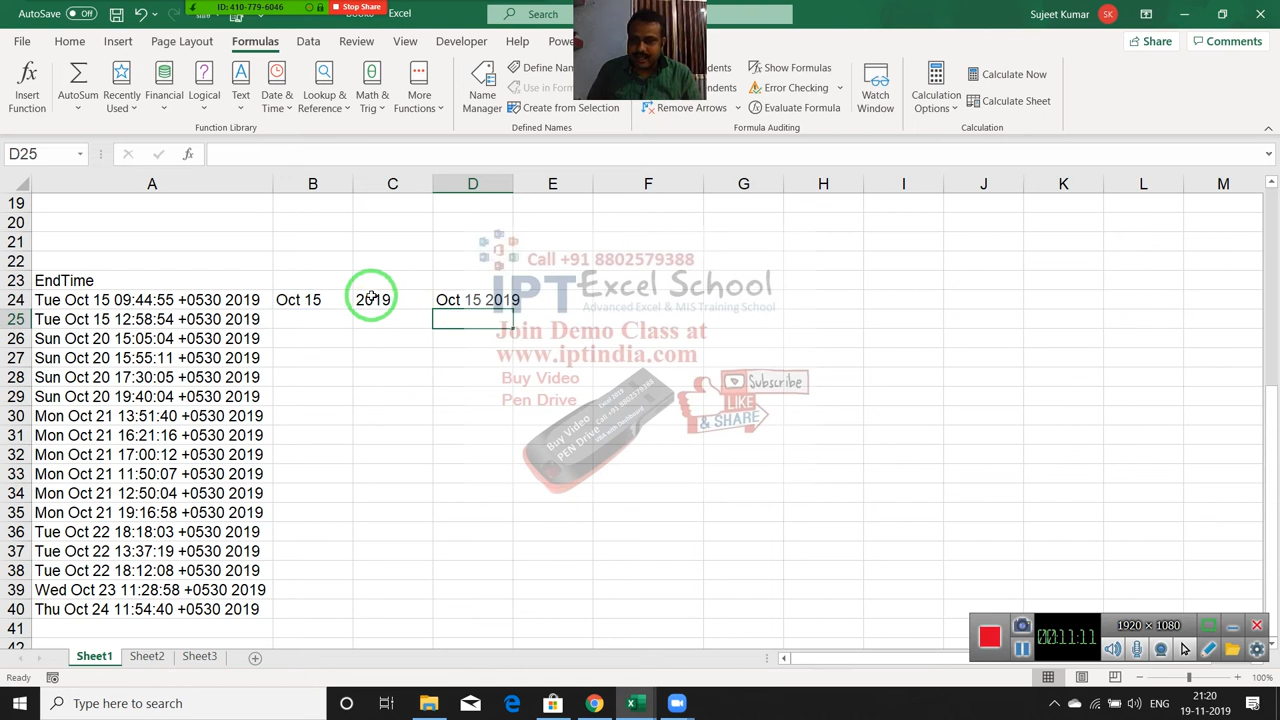 AutoSave Off
ID: 410-779-6046
Stop Share
Books
Excel
Search
Sujeet Kumar
SK
File Home Insert Page Layout Formulas Data Review View Developer Help
Share
Comments
Insert Function
AutoSum
Recently Used
Financial
Logical
Text
Date & Time
Lookup & Reference
Math & Trig
More Functions
Function Library
Name Manager
Create from Selection
Defined Names
Remove Arrows
Show Formulas
Error Checking
Evaluate Formula
Formula Auditing
Watch Window
Calculation Options
Calculate Now
Calculate Sheet
Calculation
D25
fx
A B C D E F G H I J K L M
19
20
21
22
23 EndTime
24 Tue Oct 15 09:44:55 +0530 2019 Oct 15 2019 Oct 15 2019
25 Tue Oct 15 12:58:54 +0530 2019
26 Sun Oct 20 15:05:04 +0530 2019
27 Sun Oct 20 15:55:11 +0530 2019
28 Sun Oct 20 17:30:05 +0530 2019
29 Sun Oct 20 19:40:04 +0530 2019
30 Mon Oct 21 13:51:40 +0530 2019
31 Mon Oct 21 16:21:16 +0530 2019
32 Mon Oct 21 17:00:12 +0530 2019
33 Mon Oct 21 11:50:07 +0530 2019
34 Mon Oct 21 12:50:04 +0530 2019
35 Mon Oct 21 19:16:58 +0530 2019
36 Tue Oct 22 18:18:03 +0530 2019
37 Tue Oct 22 13:37:19 +0530 2019
38 Tue Oct 22 18:12:08 +0530 2019
39 Wed Oct 23 11:28:58 +0530 2019
40 Thu Oct 24 11:54:40 +0530 2019
41
Call +91 8802579388
IPT Excel School
Advanced Excel & MIS Training School
Join Demo Class at
www.iptindia.com
Buy Video
Pen Drive
Subscribe
LIKE
& SHARE
Buy Video
PEN Drive
Call +91 8802579388
Sheet1 Sheet2 Sheet3
00:11:11
1920 × 1080
Ready
100%
Type here to search
ENG
21:20
19-11-2019